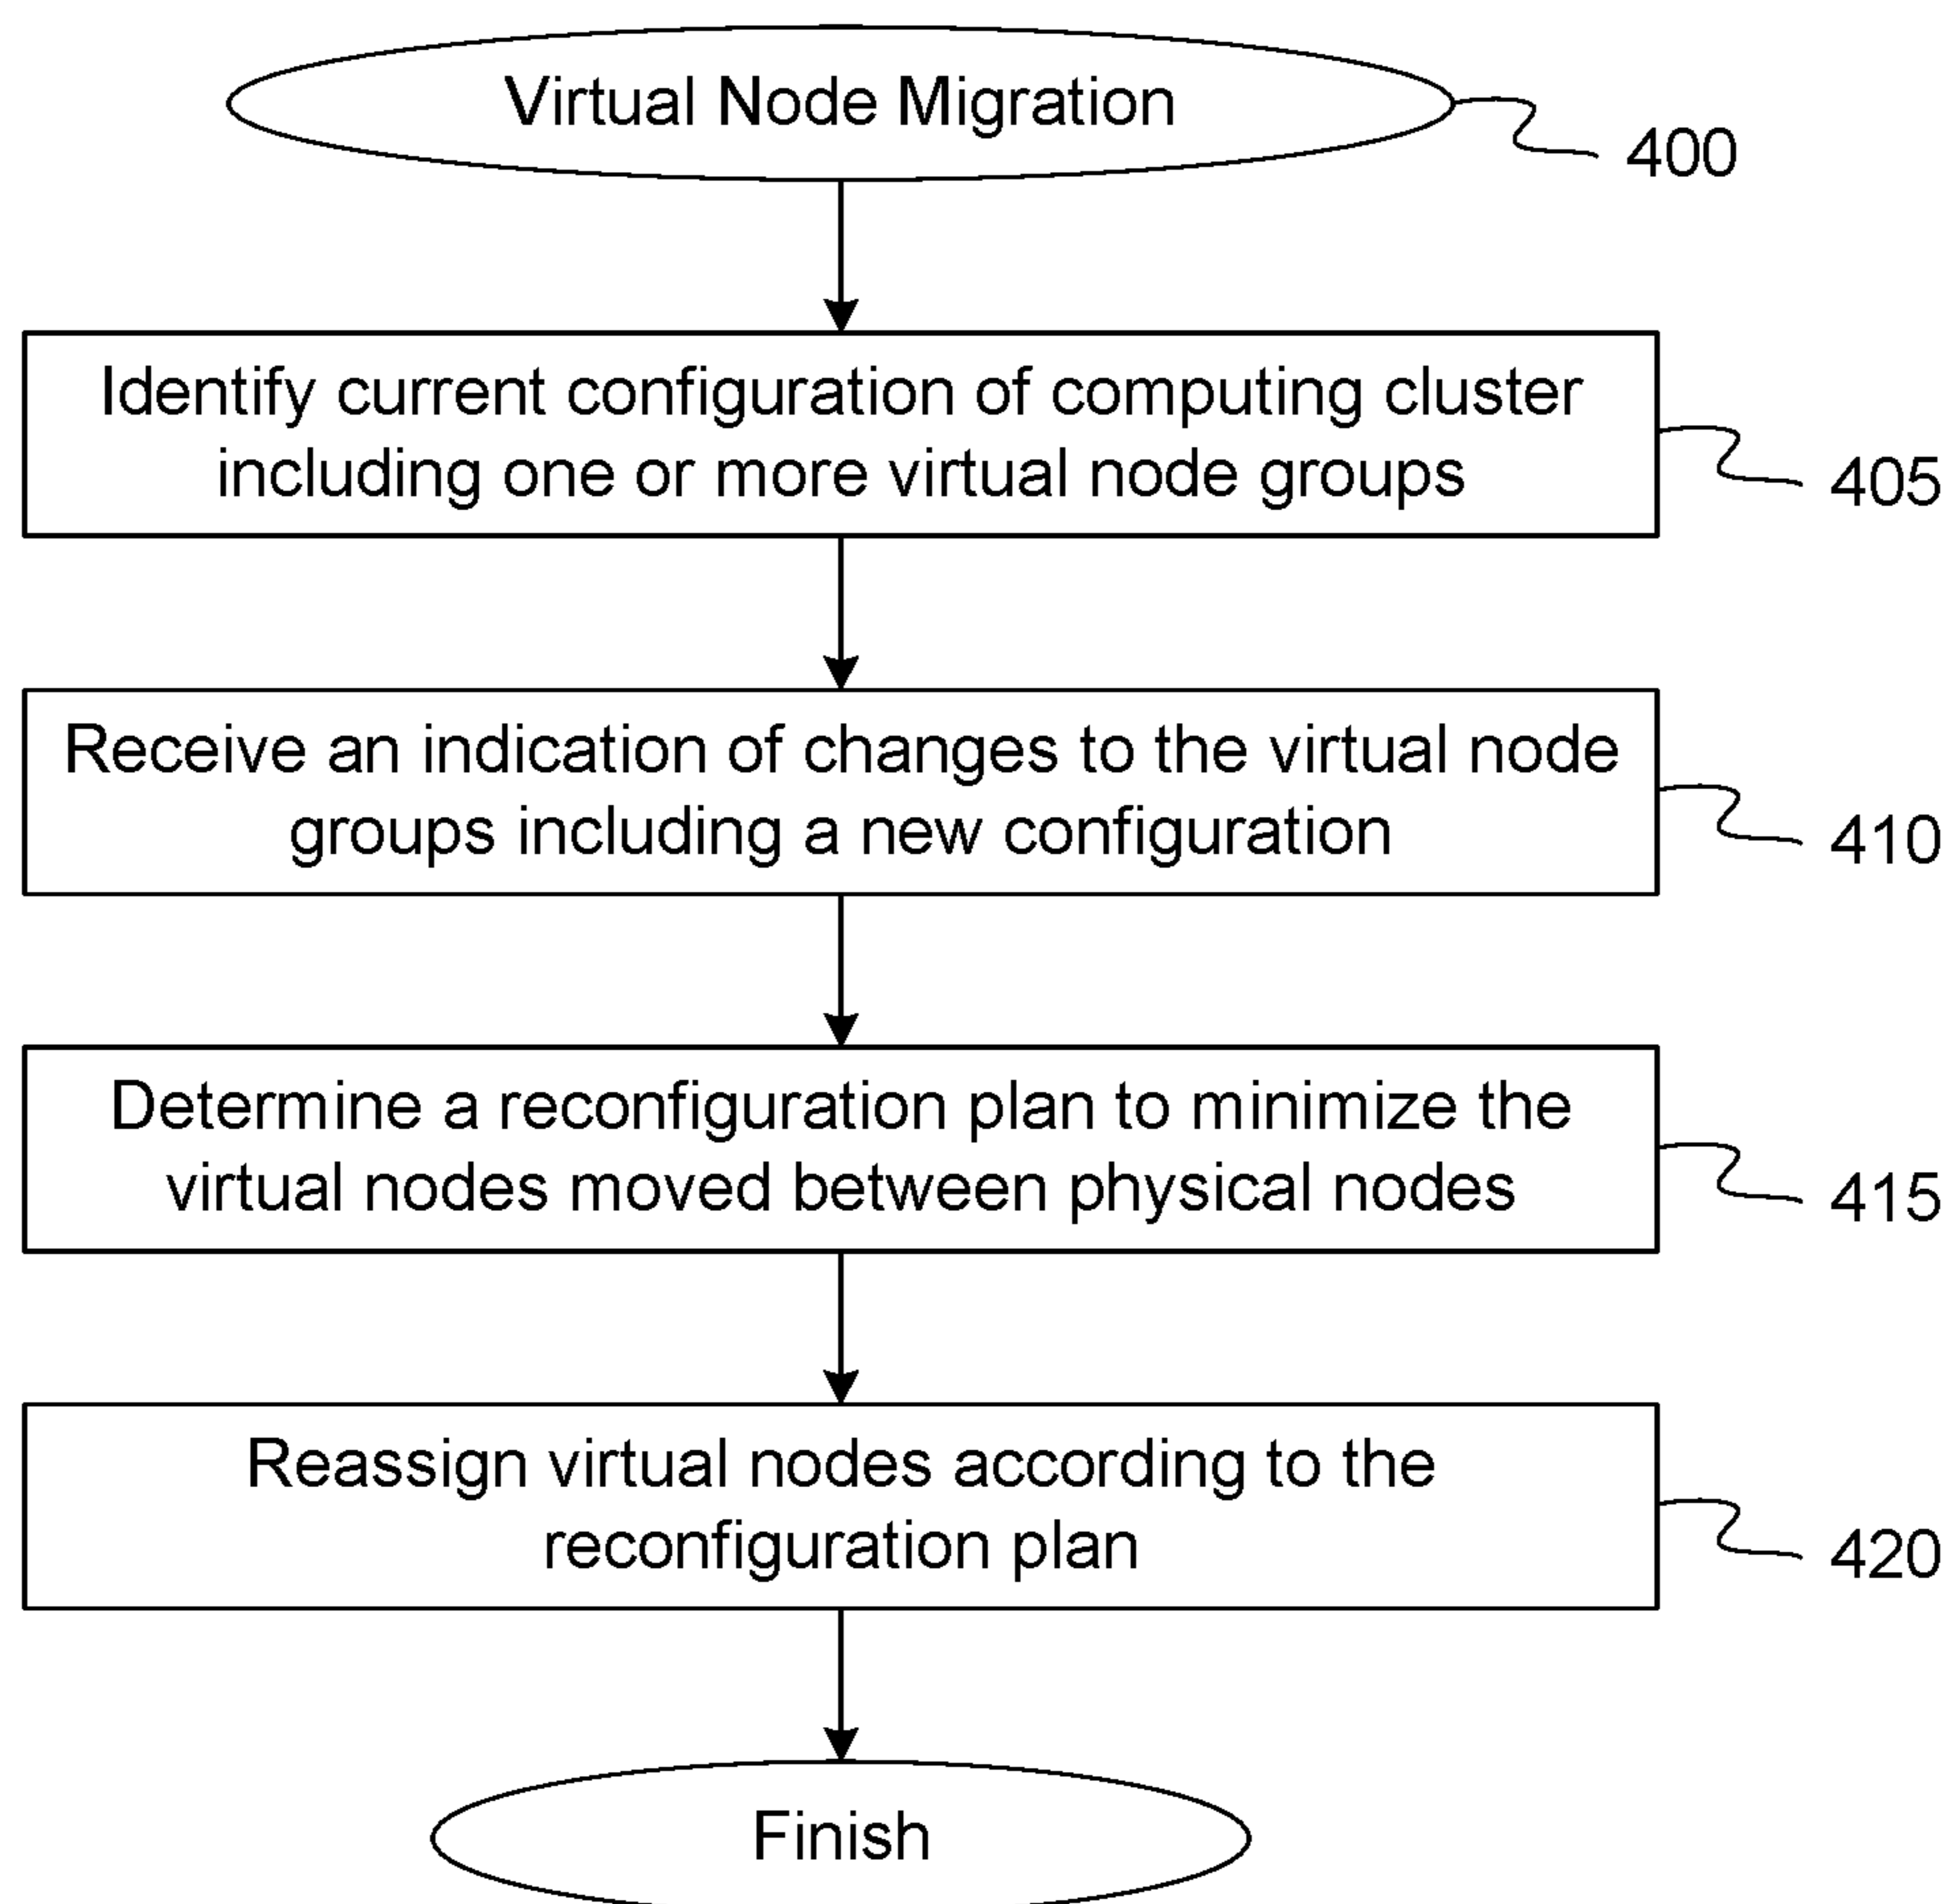 Virtual Node Migration
400
Identify current configuration of computing cluster
including one or more virtual node groups
405
Receive an indication of changes to the virtual node
groups including a new configuration
410
Determine a reconfiguration plan to minimize the
virtual nodes moved between physical nodes
415
Reassign virtual nodes according to the
reconfiguration plan
420
Finish